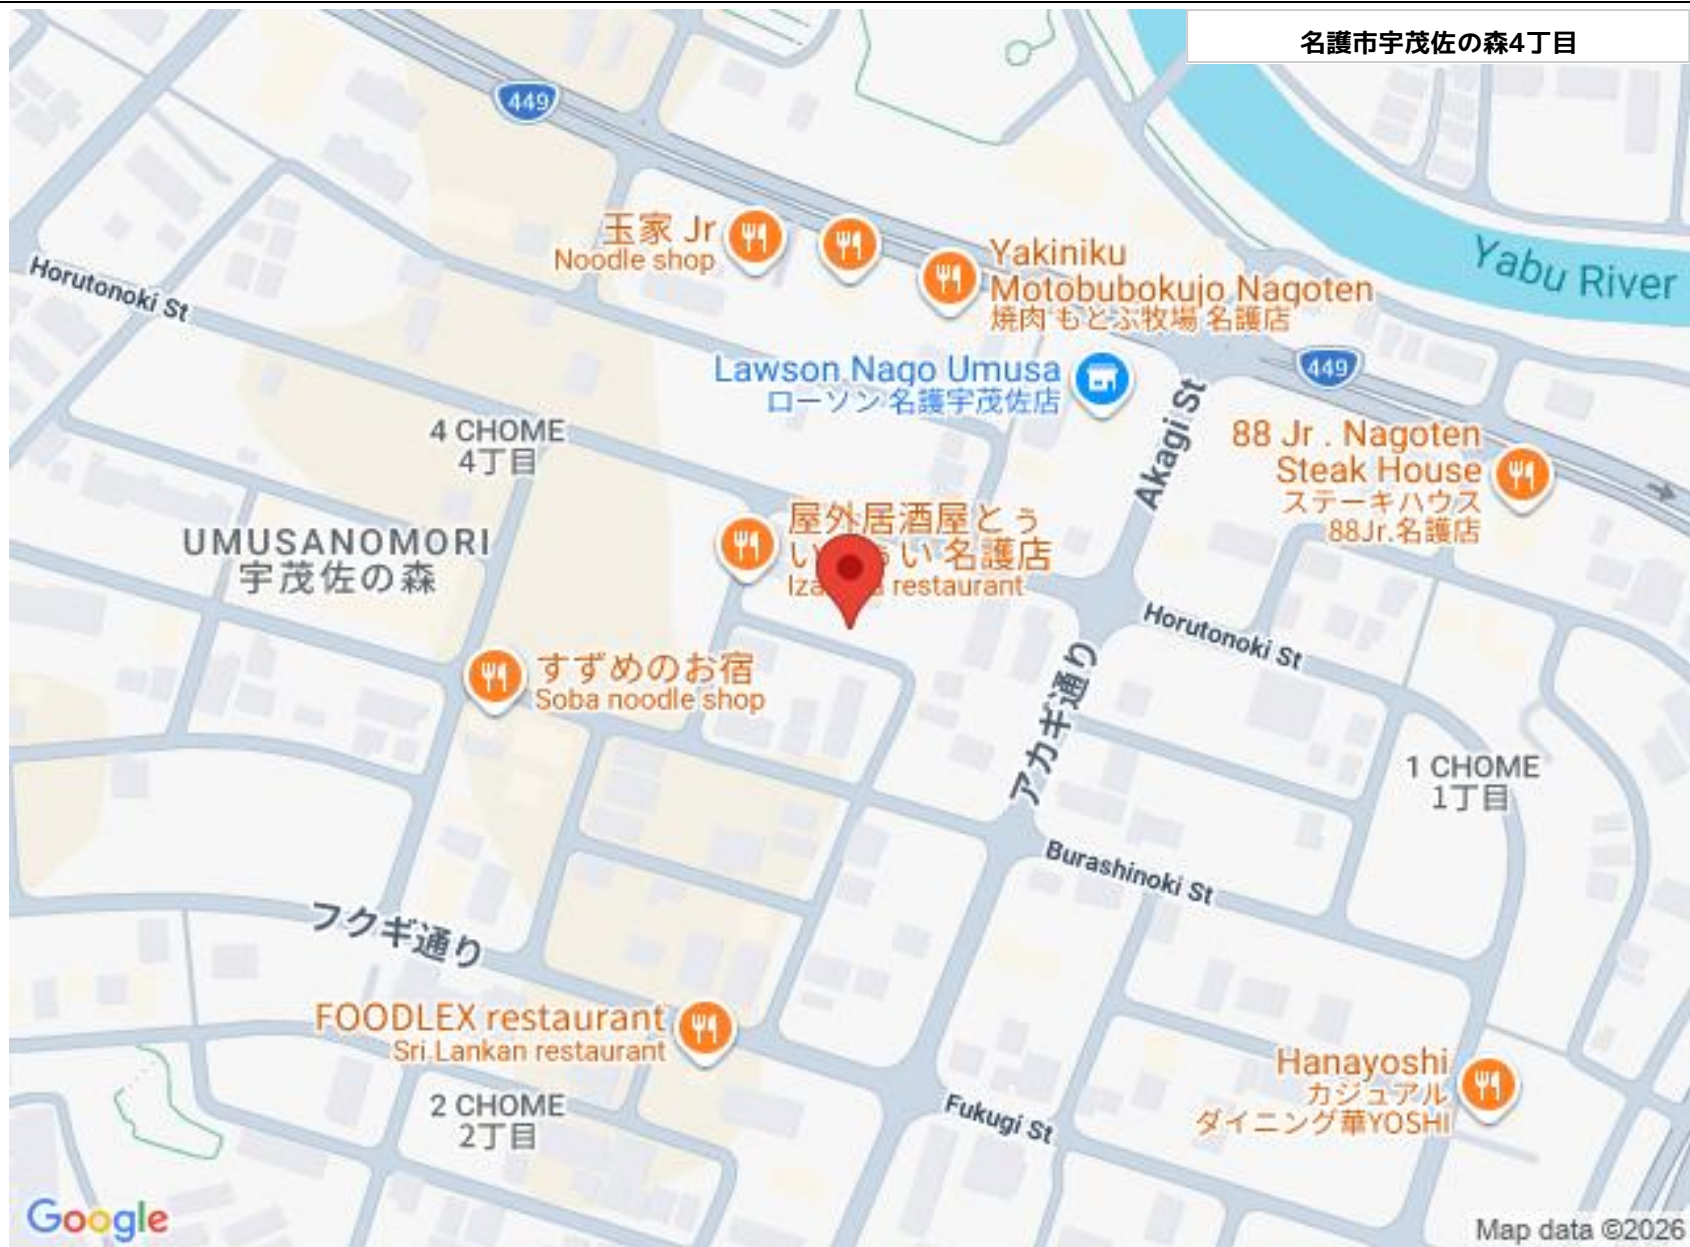 名護市宇茂佐の森4丁目
449
玉家 Jr
Noodle shop
Yakiniku
Motobubokujo Nagoten
焼肉 もとぶ牧場 名護店
Yabu River
Horutonoki St
Lawson Nago Umusa
ローソン 名護宇茂佐店
449
Akagi St
4 CHOME
4丁目
88 Jr . Nagoten
Steak House
ステーキハウス
88Jr.名護店
UMUSANOMORI
宇茂佐の森
屋外居酒屋とぅ
い 名護店
restaurant
Horutonoki St
すずめのお宿
Soba noodle shop
アカギ通り
1 CHOME
1丁目
Burashinoki St
フクギ通り
FOODLEX restaurant
Sri Lankan restaurant
Hanayoshi
カジュアル
ダイニング華YOSHI
2 CHOME
2丁目
Fukugi St
Google
Map data ©2026